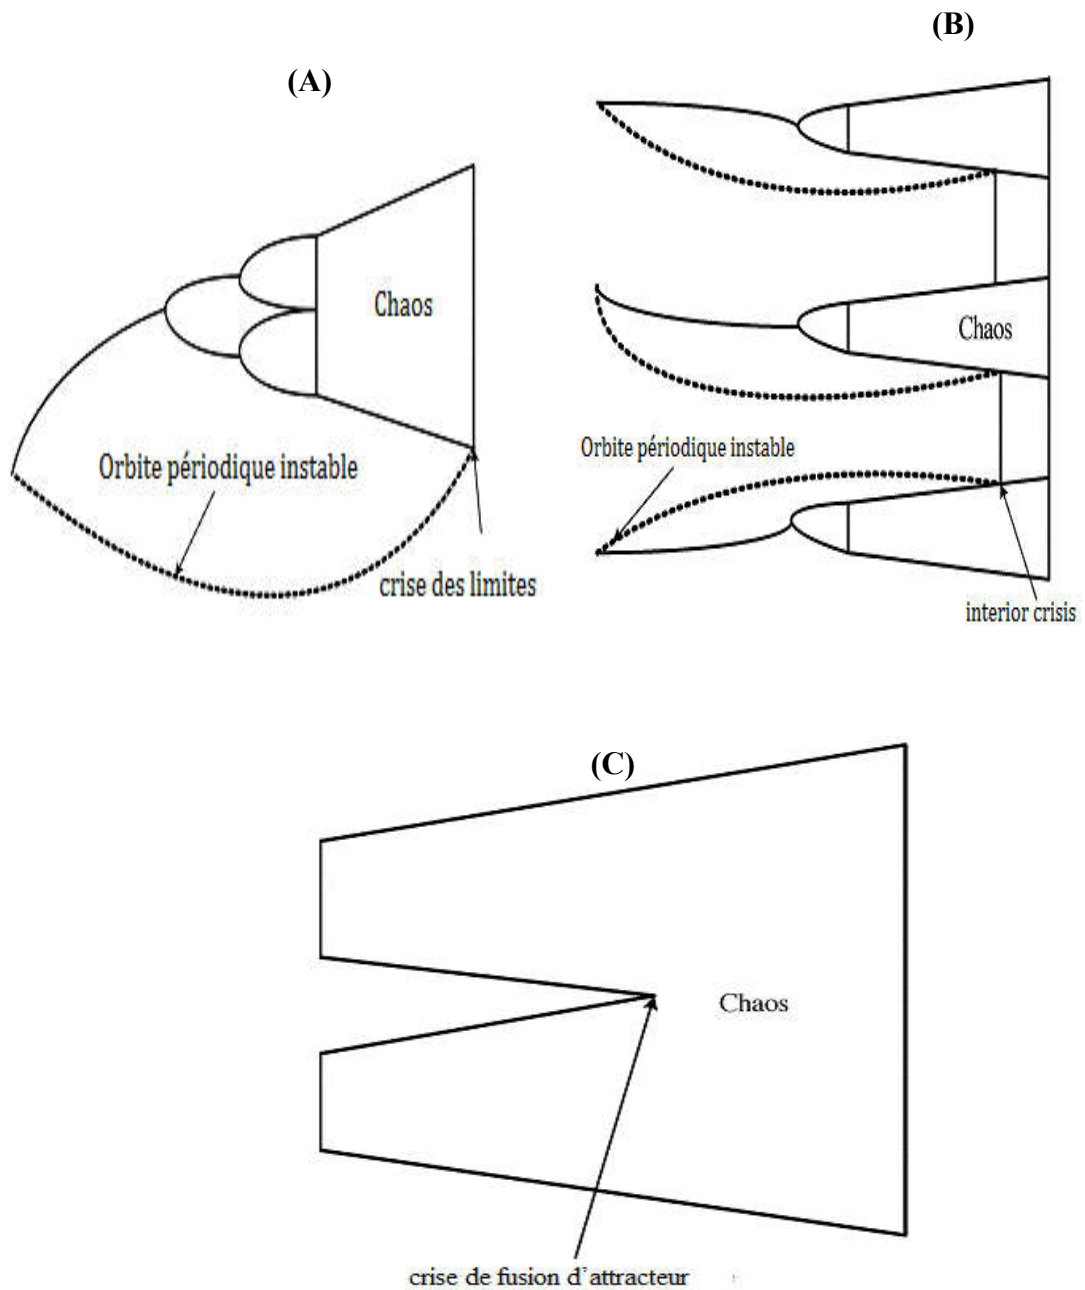 (A)
Chaos
Orbite périodique instable
crise des limites
(B)
Chaos
Orbite périodique instable
interior crisis
(C)
Chaos
crise de fusion d'attracteur